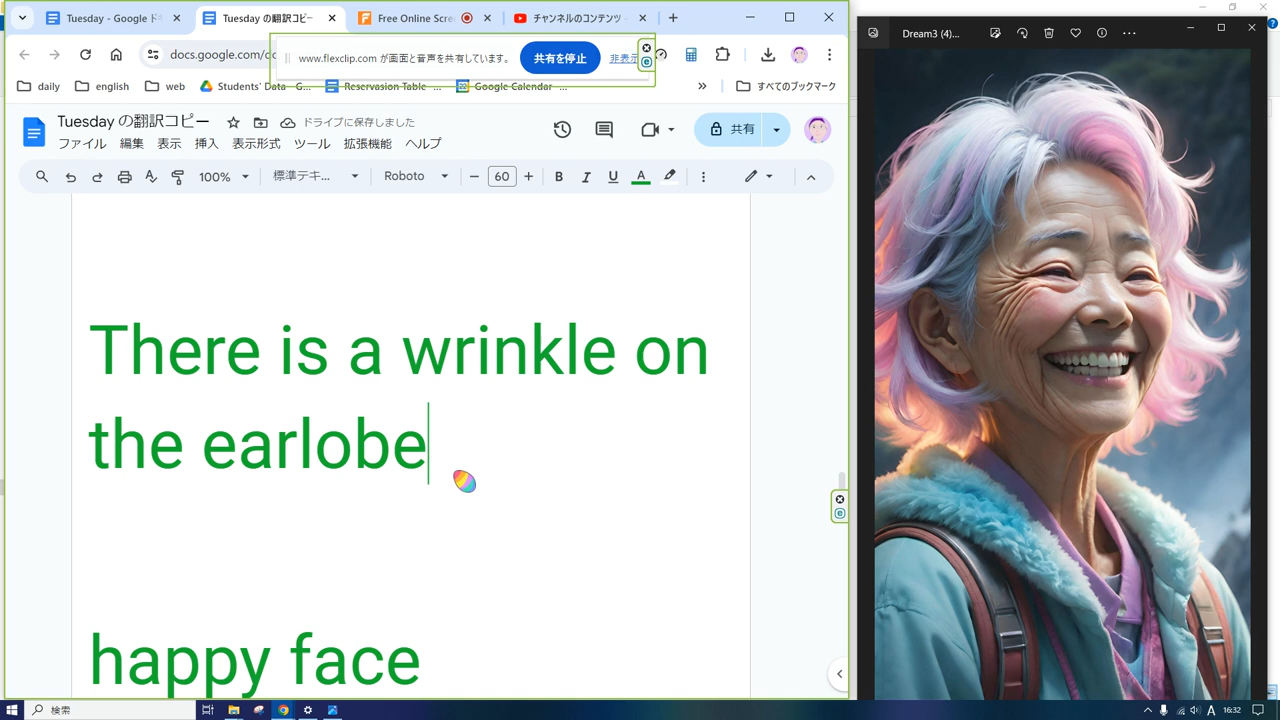 Tuesday - Google ド
Tuesday の翻訳コピー
Free Online Scre
チャンネルのコンテンツ -
docs.google.com/dc
www.flexclip.com が画面と音声を共有しています。
共有を停止
非表示
daily
english
web
Students' Data - G...
Reservasion Table ...
Google Calendar ...
»
すべてのブックマーク
Tuesday の翻訳コピー
ドライブに保存しました
共有
ファイル 編集 表示 挿入 表示形式 ツール 拡張機能 ヘルプ
100%
標準テキ...
Roboto
60
B I U A
There is a wrinkle on
the earlobe
happy face
Dream3 (4)...
検索
A 16:32